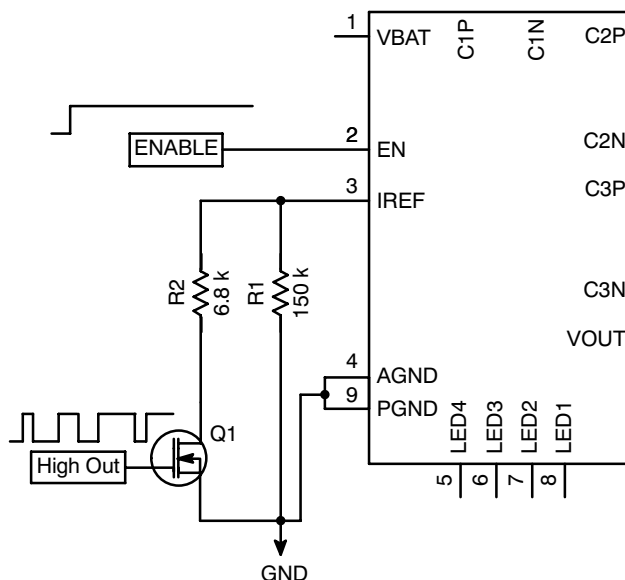 1
VBAT
C1P
C1N
C2P
ENABLE
2
EN
C2N
3
IREF
C3P
R2
6.8 k
R1
150 k
C3N
VOUT
4
AGND
9
PGND
LED4
LED3
LED2
LED1
Q1
High Out
5
6
7
8
GND